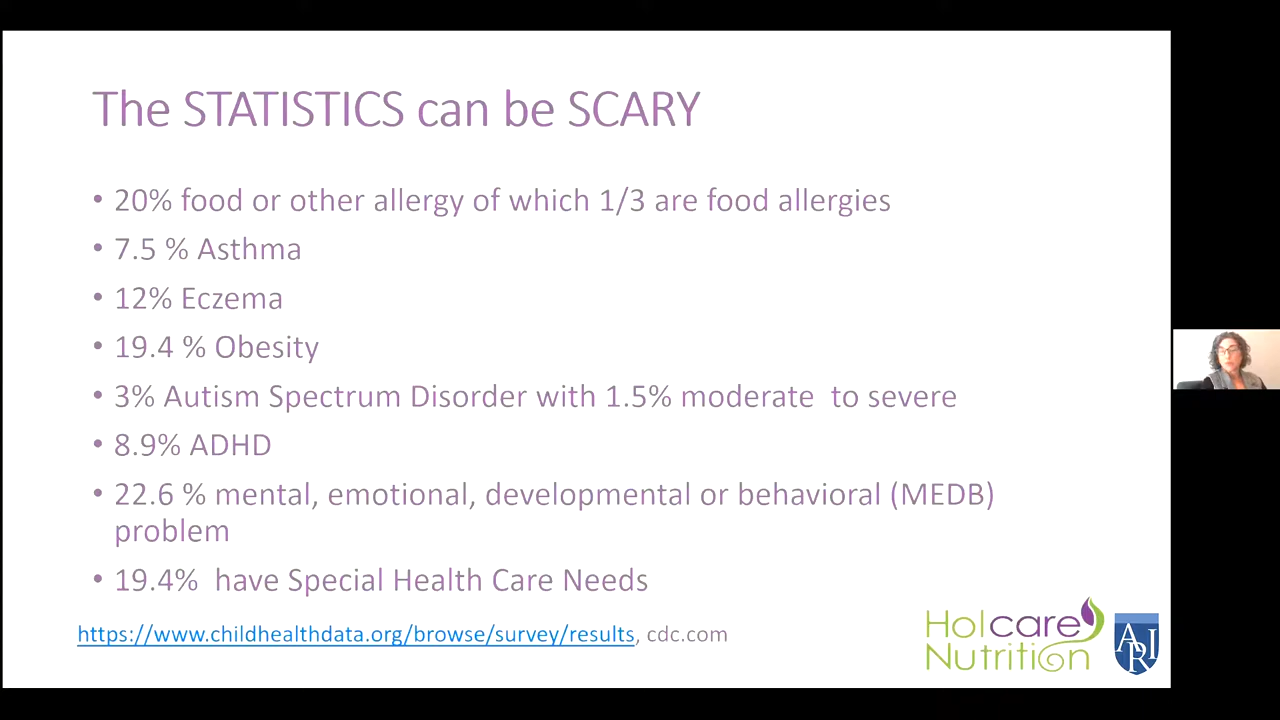 The STATISTICS can be SCARY
• 20% food or other allergy of which 1/3 are food allergies
• 7.5 % Asthma
• 12% Eczema
• 19.4 % Obesity
• 3% Autism Spectrum Disorder with 1.5% moderate  to severe
• 8.9% ADHD
• 22.6 % mental, emotional, developmental or behavioral (MEDB)
problem
• 19.4%  have Special Health Care Needs
https://www.childhealthdata.org/browse/survey/results, cdc.com
Holcare
Nutrition
ARI